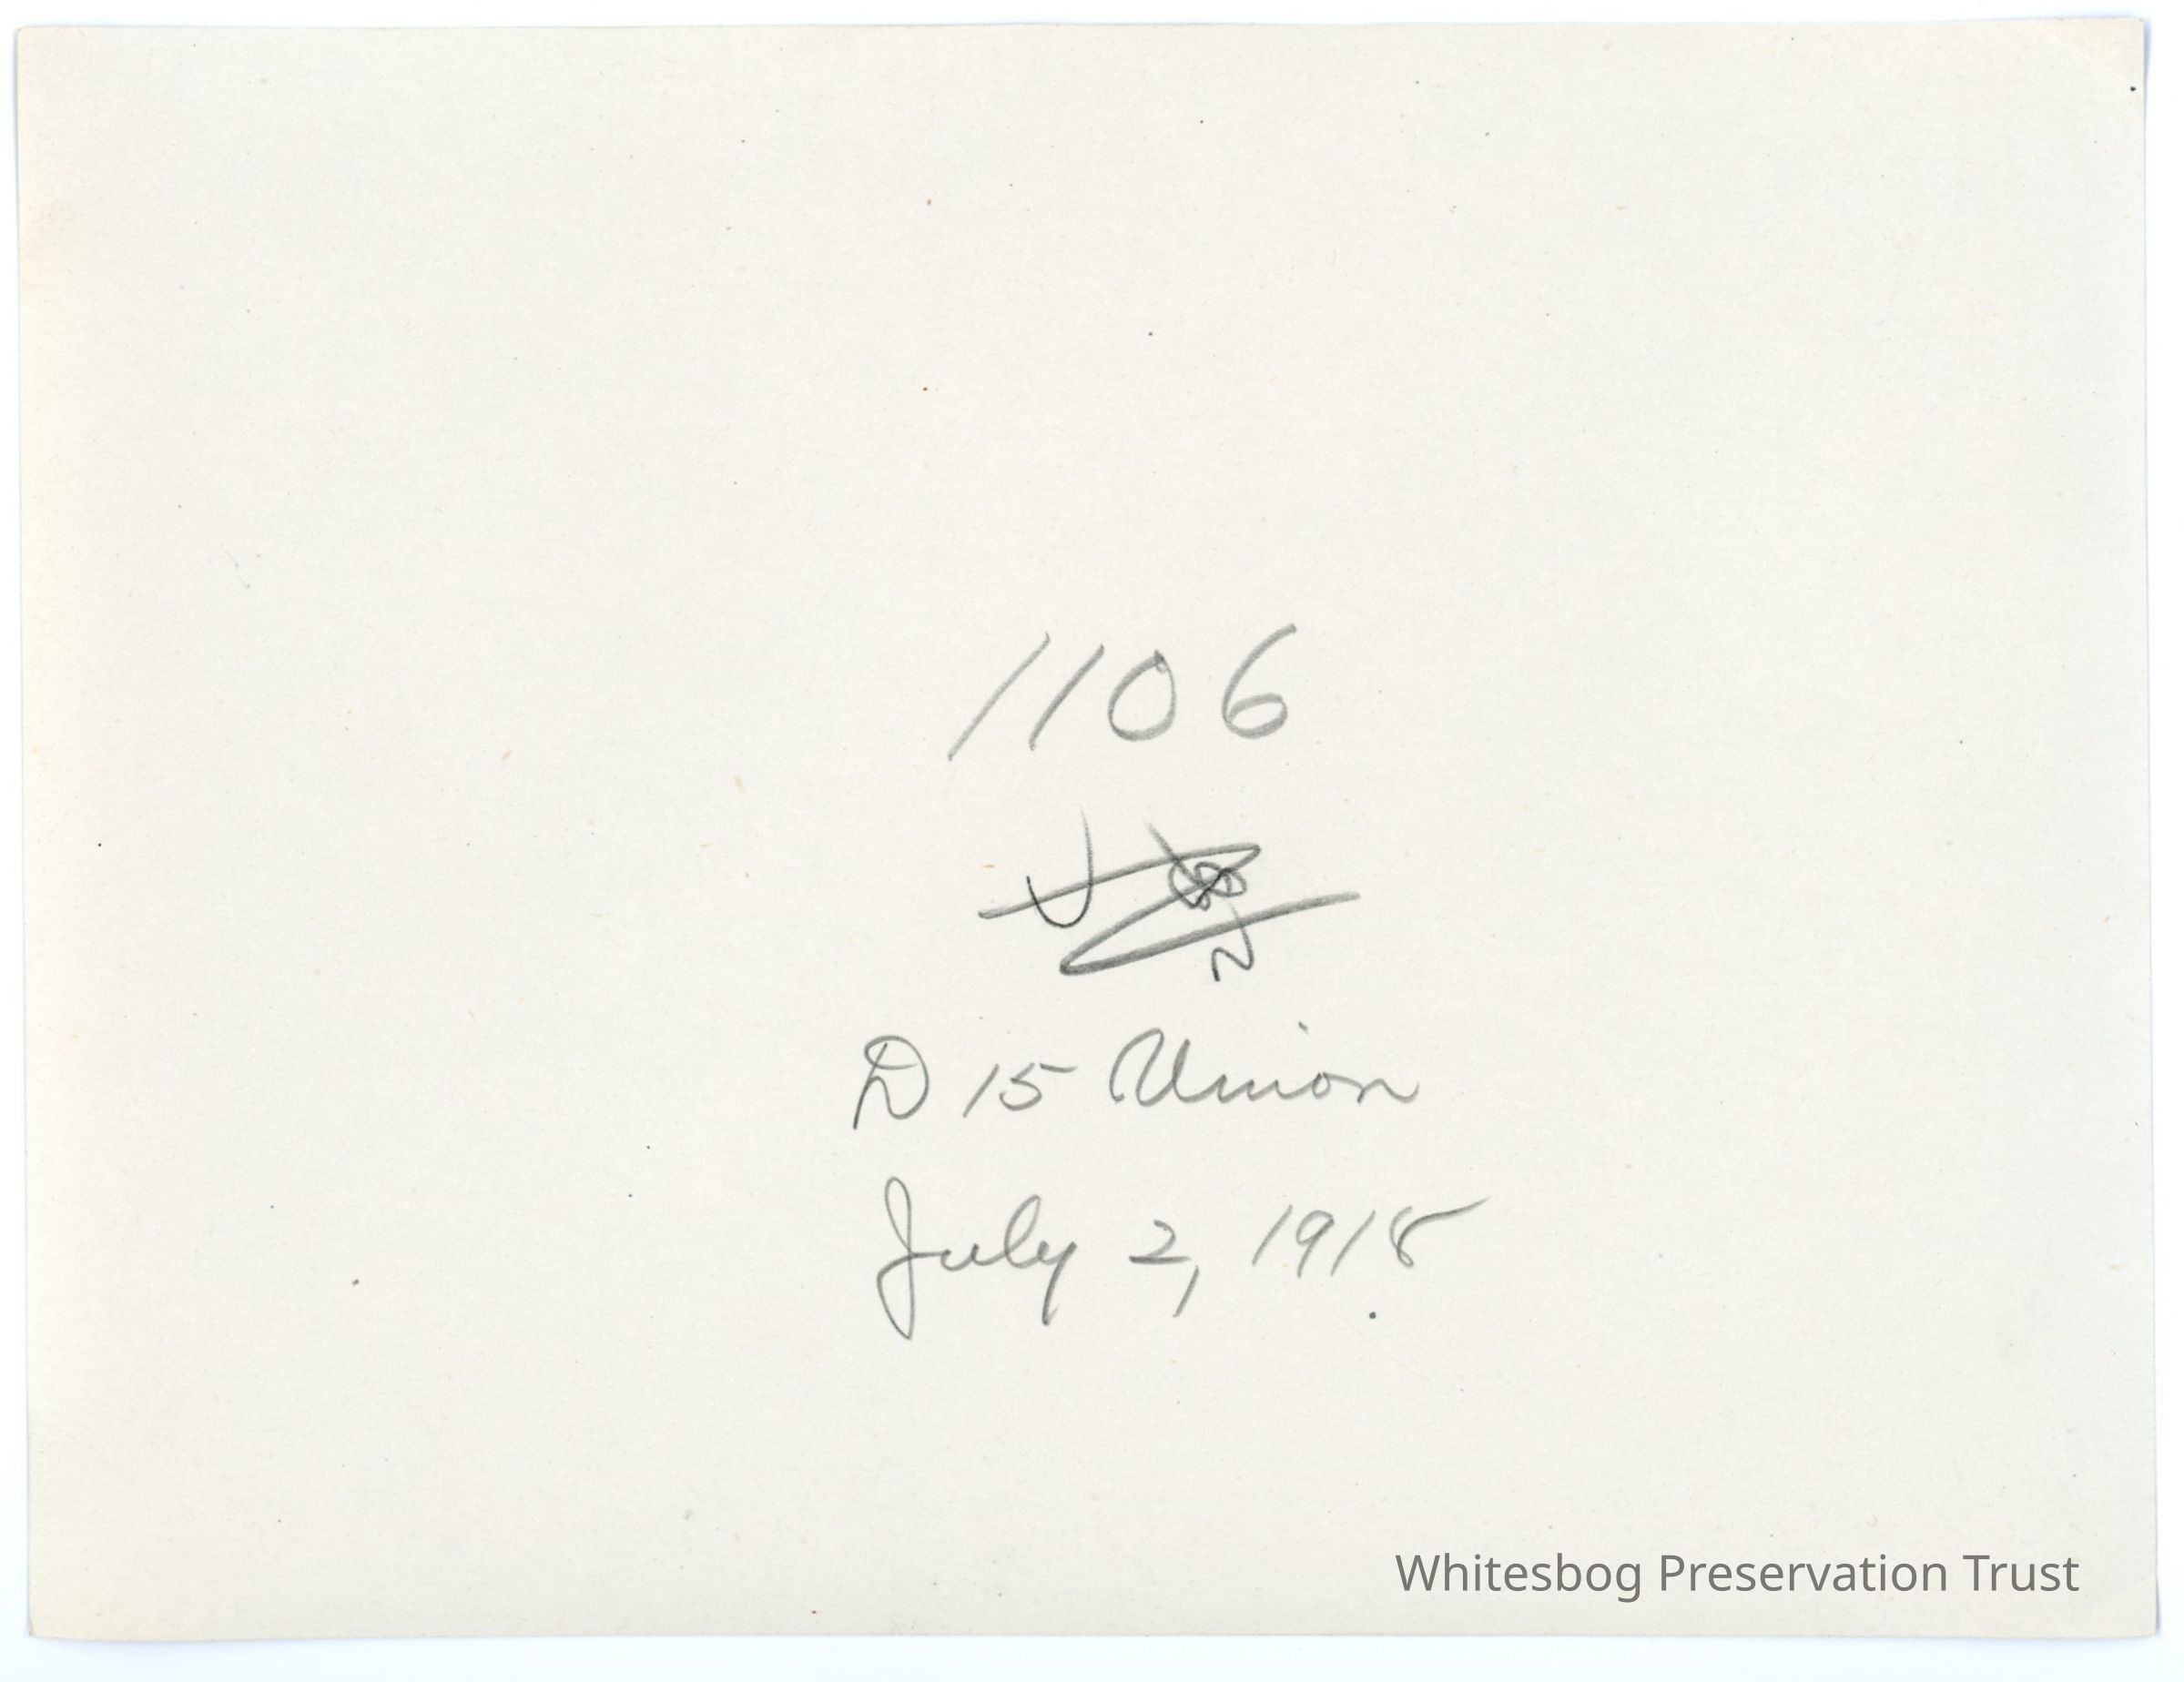 1106
D 15 Union
July 2, 1918
Whitesbog Preservation Trust